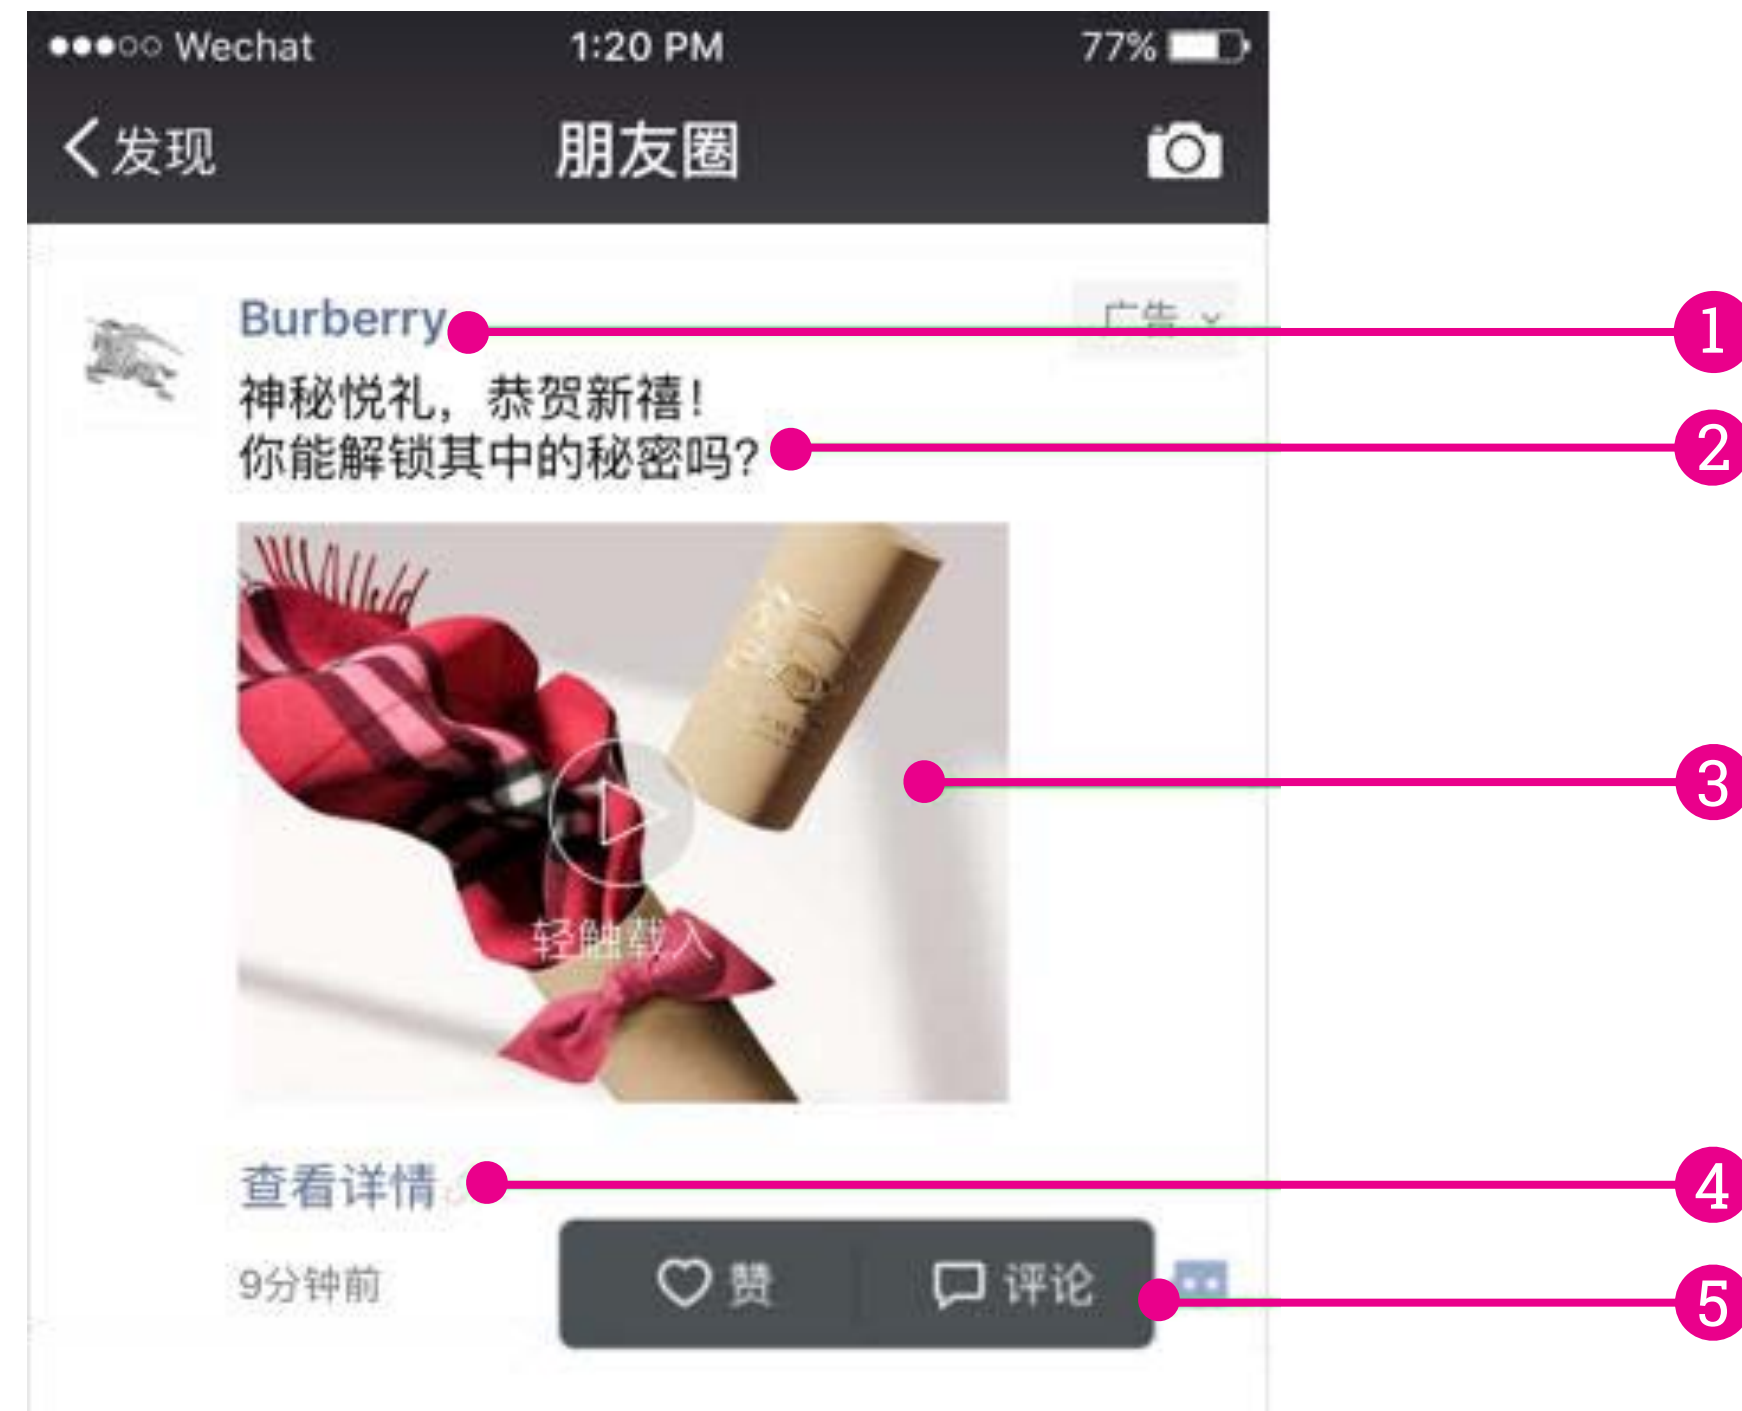 Wechat 1:20 PM 77%
发现 朋友圈
Burberry 广告
1
神秘悦礼，恭贺新禧！
你能解锁其中的秘密吗？
2
3
轻触载入
查看详情
4
9分钟前 赞 评论
5